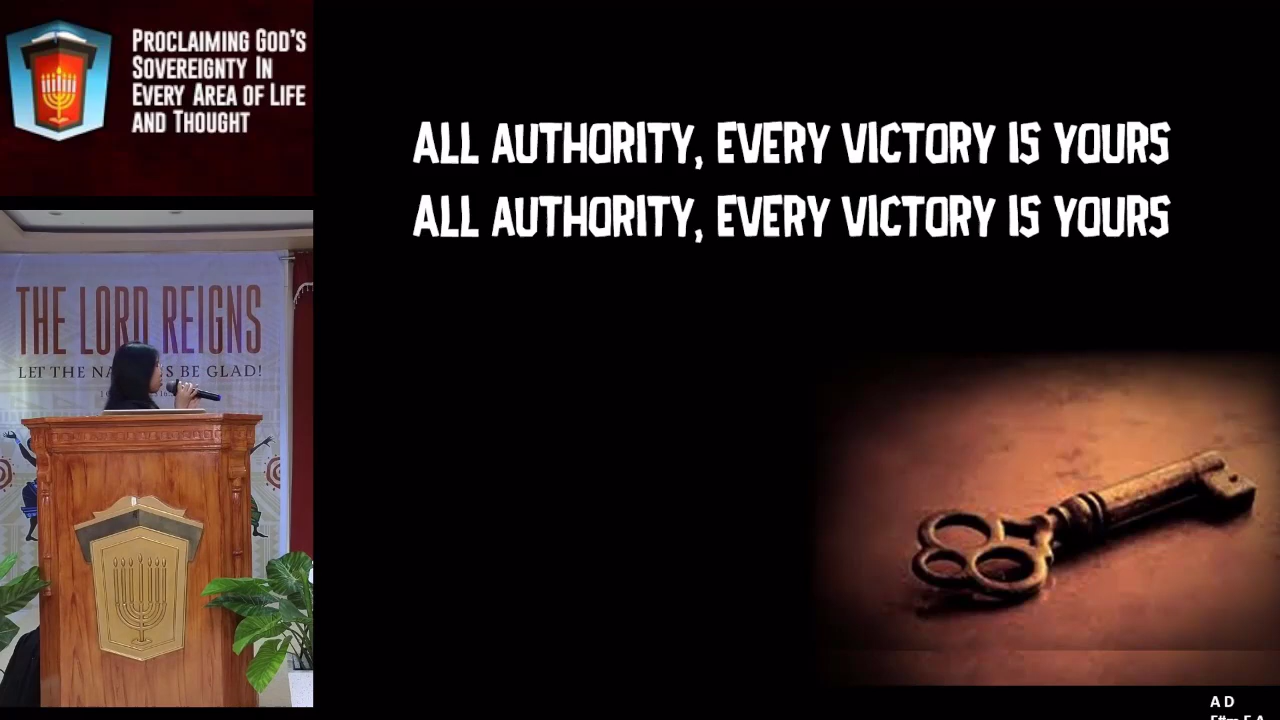 PROCLAIMING GOD'S
SOVEREIGNTY IN
EVERY AREA OF LIFE
AND THOUGHT
ALL AUTHORITY, EVERY VICTORY IS YOURS
ALL AUTHORITY, EVERY VICTORY IS YOURS
THE LORD REIGNS
LET THE BE GLAD!
A D